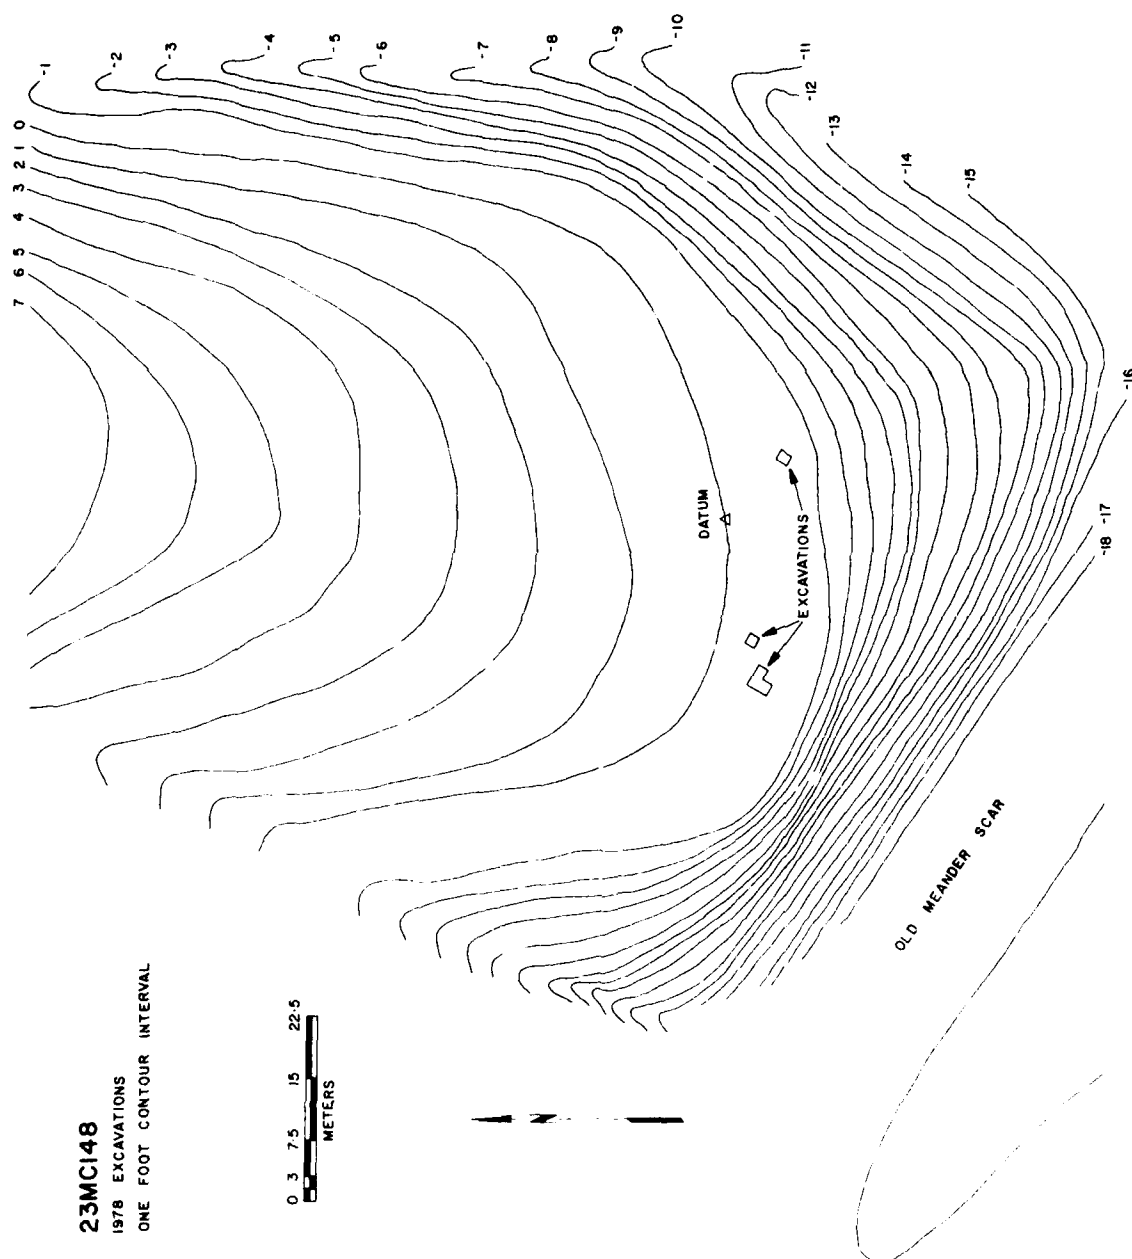 7
6
5
4
3
2
1
0
-1
-2
-3
-4
-5
-6
-7
-8
-9
-10
-11
-12
-13
-14
-15
-16
-17
-18
DATUM
EXCAVATIONS
OLD MEANDER SCAR
23MC148
1978 EXCAVATIONS
ONE FOOT CONTOUR INTERVAL
0 3 7.5 15 22.5
METERS
N